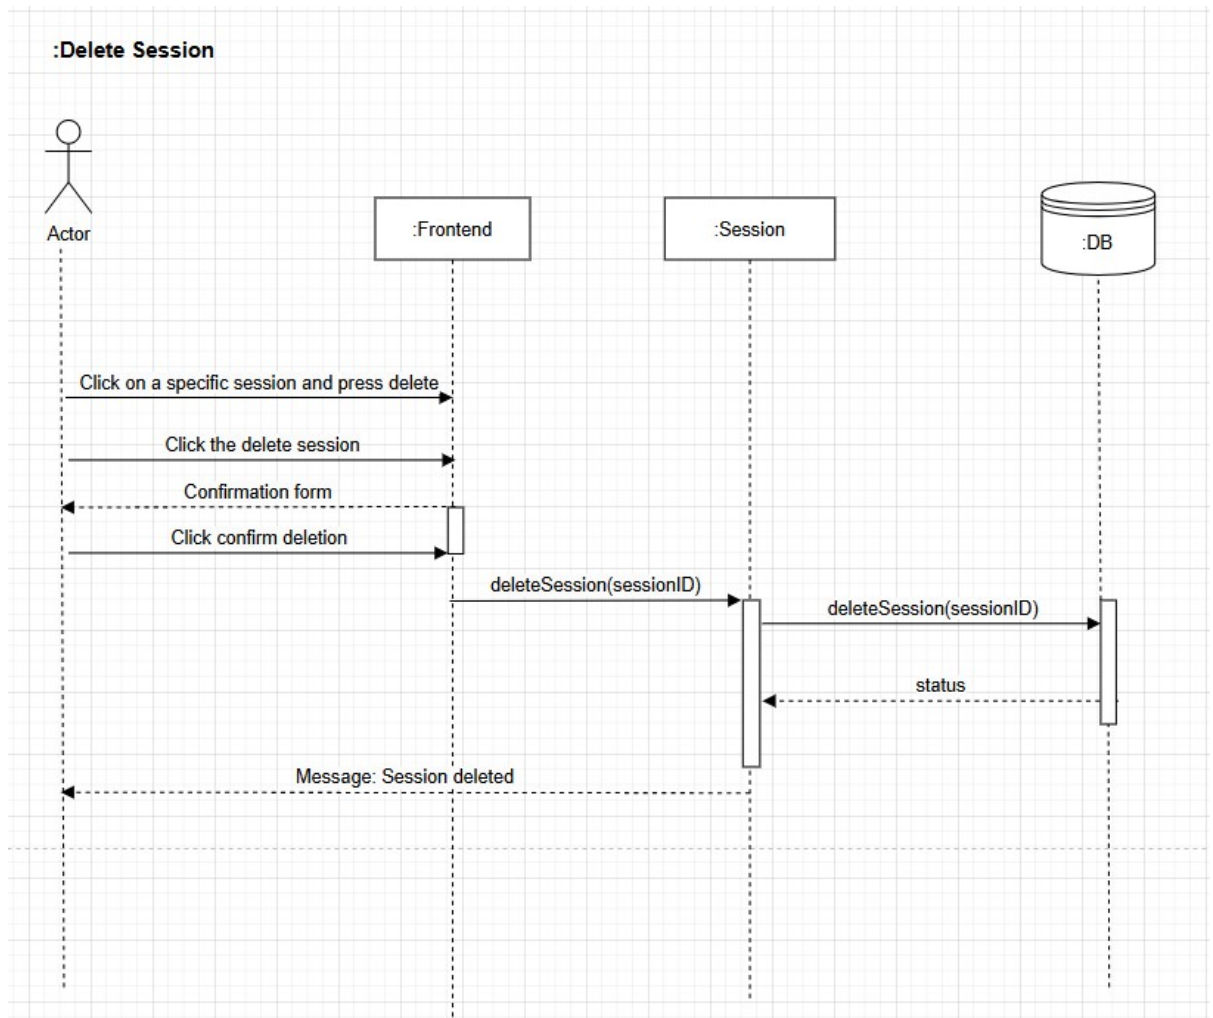 :Delete Session
Actor
:Frontend
:Session
:DB
Click on a specific session and press delete
Click the delete session
Confirmation form
Click confirm deletion
deleteSession(sessionID)
deleteSession(sessionID)
status
Message: Session deleted